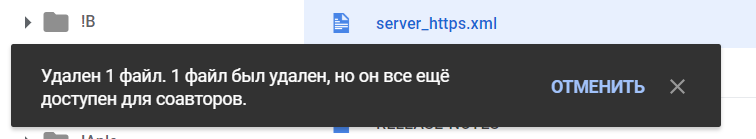 !B
server_https.xml
Удален 1 файл. 1 файл был удален, но он все ещё
доступен для соавторов.
ОТМЕНИТЬ